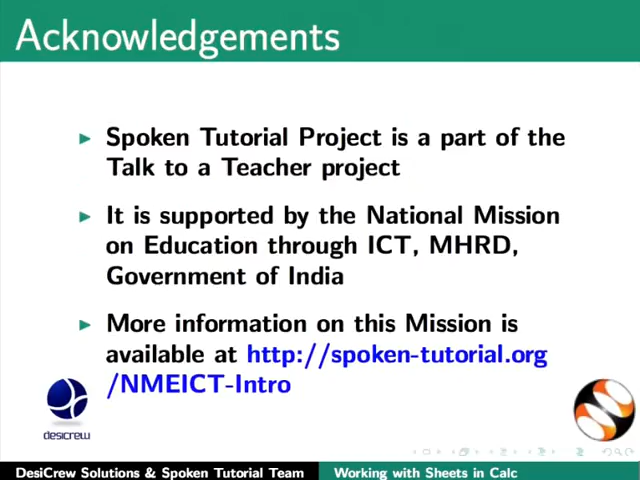 Acknowledgements
Spoken Tutorial Project is a part of the
Talk to a Teacher project
It is supported by the National Mission
on Education through ICT, MHRD,
Government of India
More information on this Mission is
available at http://spoken-tutorial.org
/NMEICT-Intro
desicrew
DesiCrew Solutions & Spoken Tutorial Team
Working with Sheets in Calc